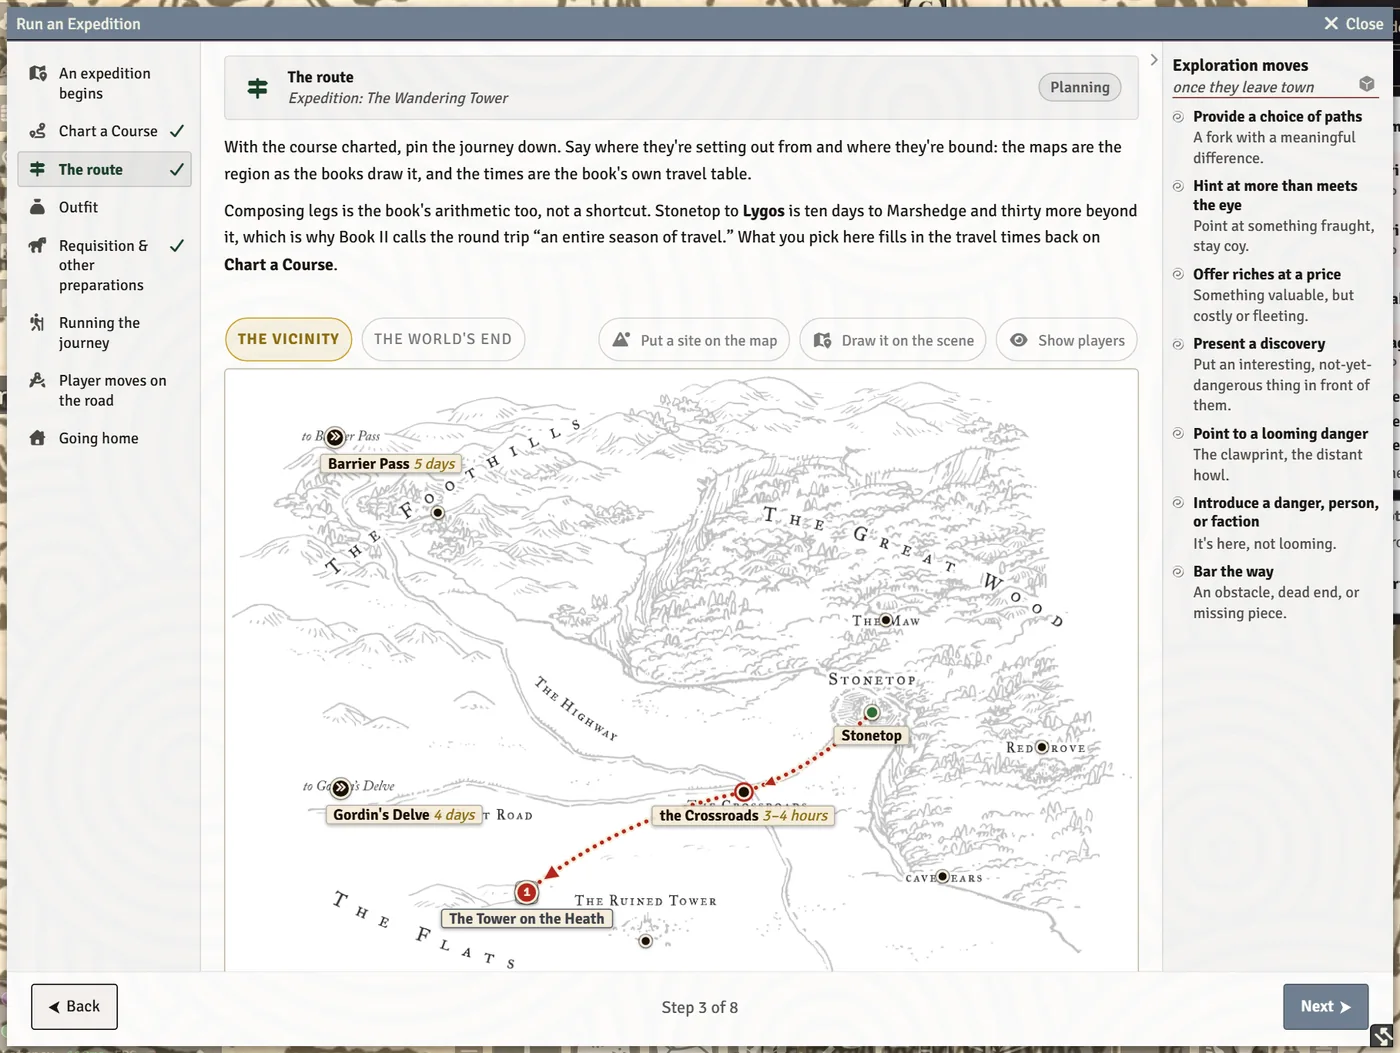 Run an Expedition
Close
An expedition
begins
Chart a Course
The route
Outfit
Requisition &
other
preparations
Running the
journey
Player moves on
the road
Going home
The route
Expedition: The Wandering Tower
Planning
With the course charted, pin the journey down. Say where they're setting out from and where they're bound: the maps are the
region as the books draw it, and the times are the book's own travel table.
Composing legs is the book's arithmetic too, not a shortcut. Stonetop to Lygos is ten days to Marshedge and thirty more beyond
it, which is why Book II calls the round trip “an entire season of travel.” What you pick here fills in the travel times back on
Chart a Course.
THE VICINITY
THE WORLD'S END
Put a site on the map
Draw it on the scene
Show players
to B er Pass
Barrier Pass 5 days
THE FOOTHILLS
THE GREAT WOOD
THE MAW
STONETOP
Stonetop
THE HIGHWAY
RED ROVE
to Go 's Delve
Gordin's Delve 4 days
T ROAD
THE CROSSROADS
the Crossroads 3–4 hours
CAVE EARS
1
The Tower on the Heath
THE RUINED TOWER
THE FLATS
Exploration moves
once they leave town
Provide a choice of paths
A fork with a meaningful
difference.
Hint at more than meets
the eye
Point at something fraught,
stay coy.
Offer riches at a price
Something valuable, but
costly or fleeting.
Present a discovery
Put an interesting, not-yet-
dangerous thing in front of
them.
Point to a looming danger
The clawprint, the distant
howl.
Introduce a danger, person,
or faction
It's here, not looming.
Bar the way
An obstacle, dead end, or
missing piece.
Back
Step 3 of 8
Next